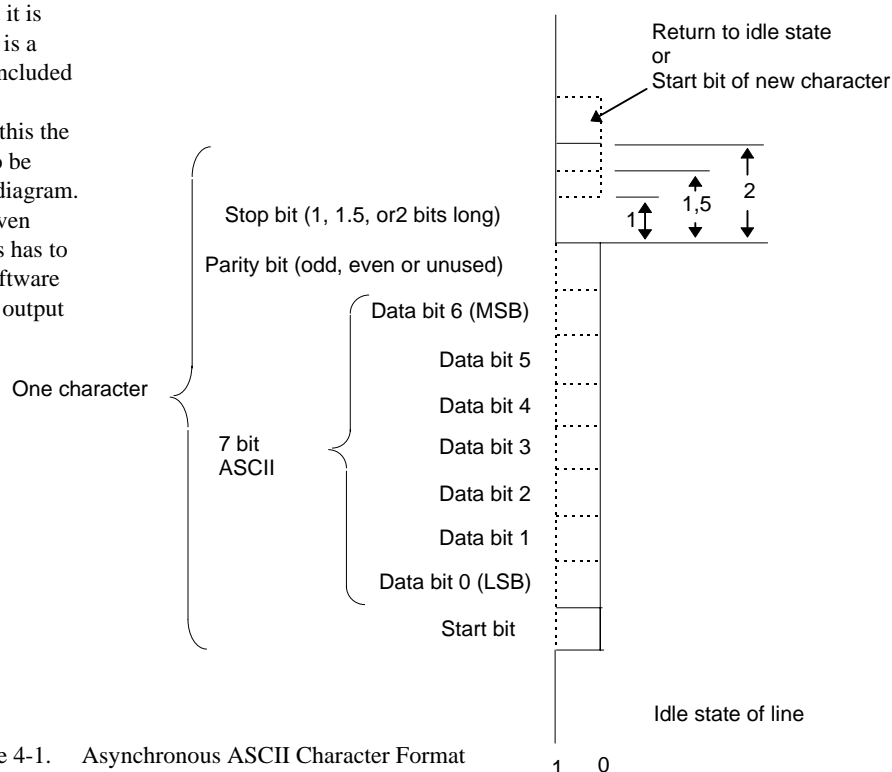 it is
is a
ncluded
this the
be
diagram.
ven
s has to
ftware
output
Return to idle state
or
Start bit of new character
2
1,5
1
Stop bit (1, 1.5, or2 bits long)
Parity bit (odd, even or unused)
Data bit 6 (MSB)
Data bit 5
One character
Data bit 4
7 bit
ASCII
Data bit 3
Data bit 2
Data bit 1
Data bit 0 (LSB)
Start bit
Idle state of line
e 4-1. Asynchronous ASCII Character Format
1 0